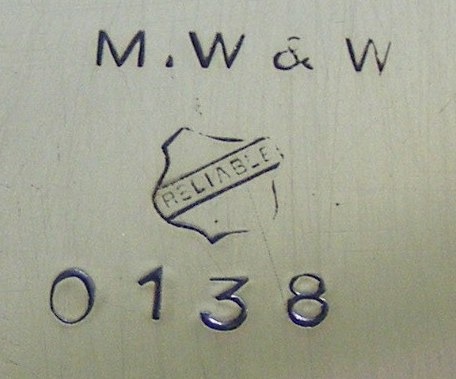 M.W & W
RELIABLE
0138